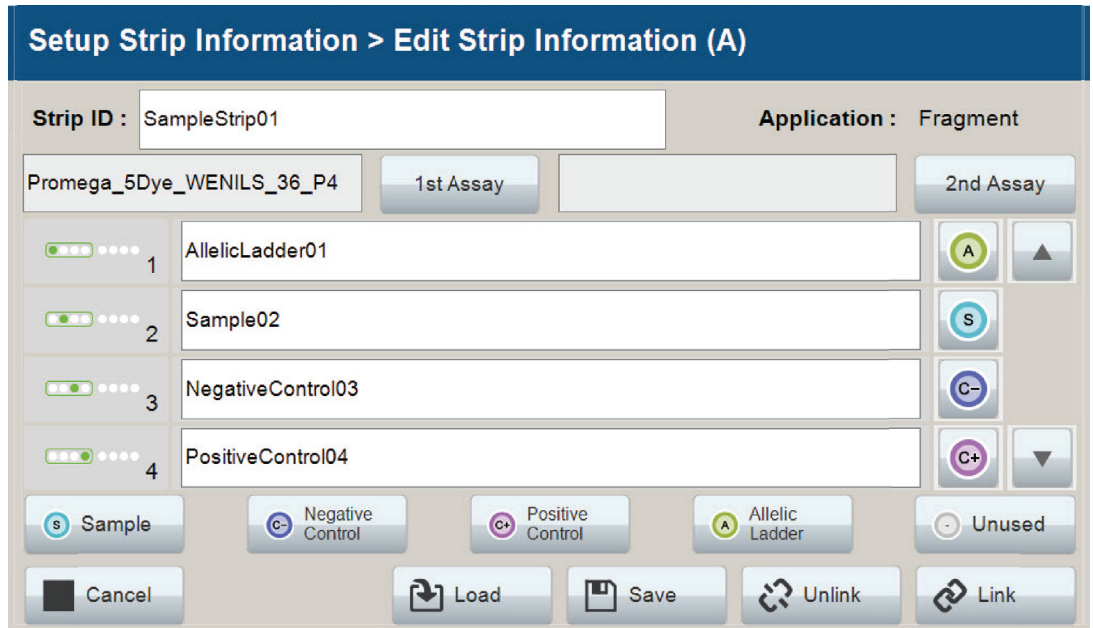 Setup Strip Information > Edit Strip Information (A)
Strip ID : SampleStrip01 Application : Fragment
Promega_5Dye_WENILS_36_P4 1st Assay 2nd Assay
1 AllelicLadder01 A
2 Sample02 S
3 NegativeControl03 C-
4 PositiveControl04 C+
S Sample C- Negative Control C+ Positive Control A Allelic Ladder - Unused
Cancel Load Save Unlink Link